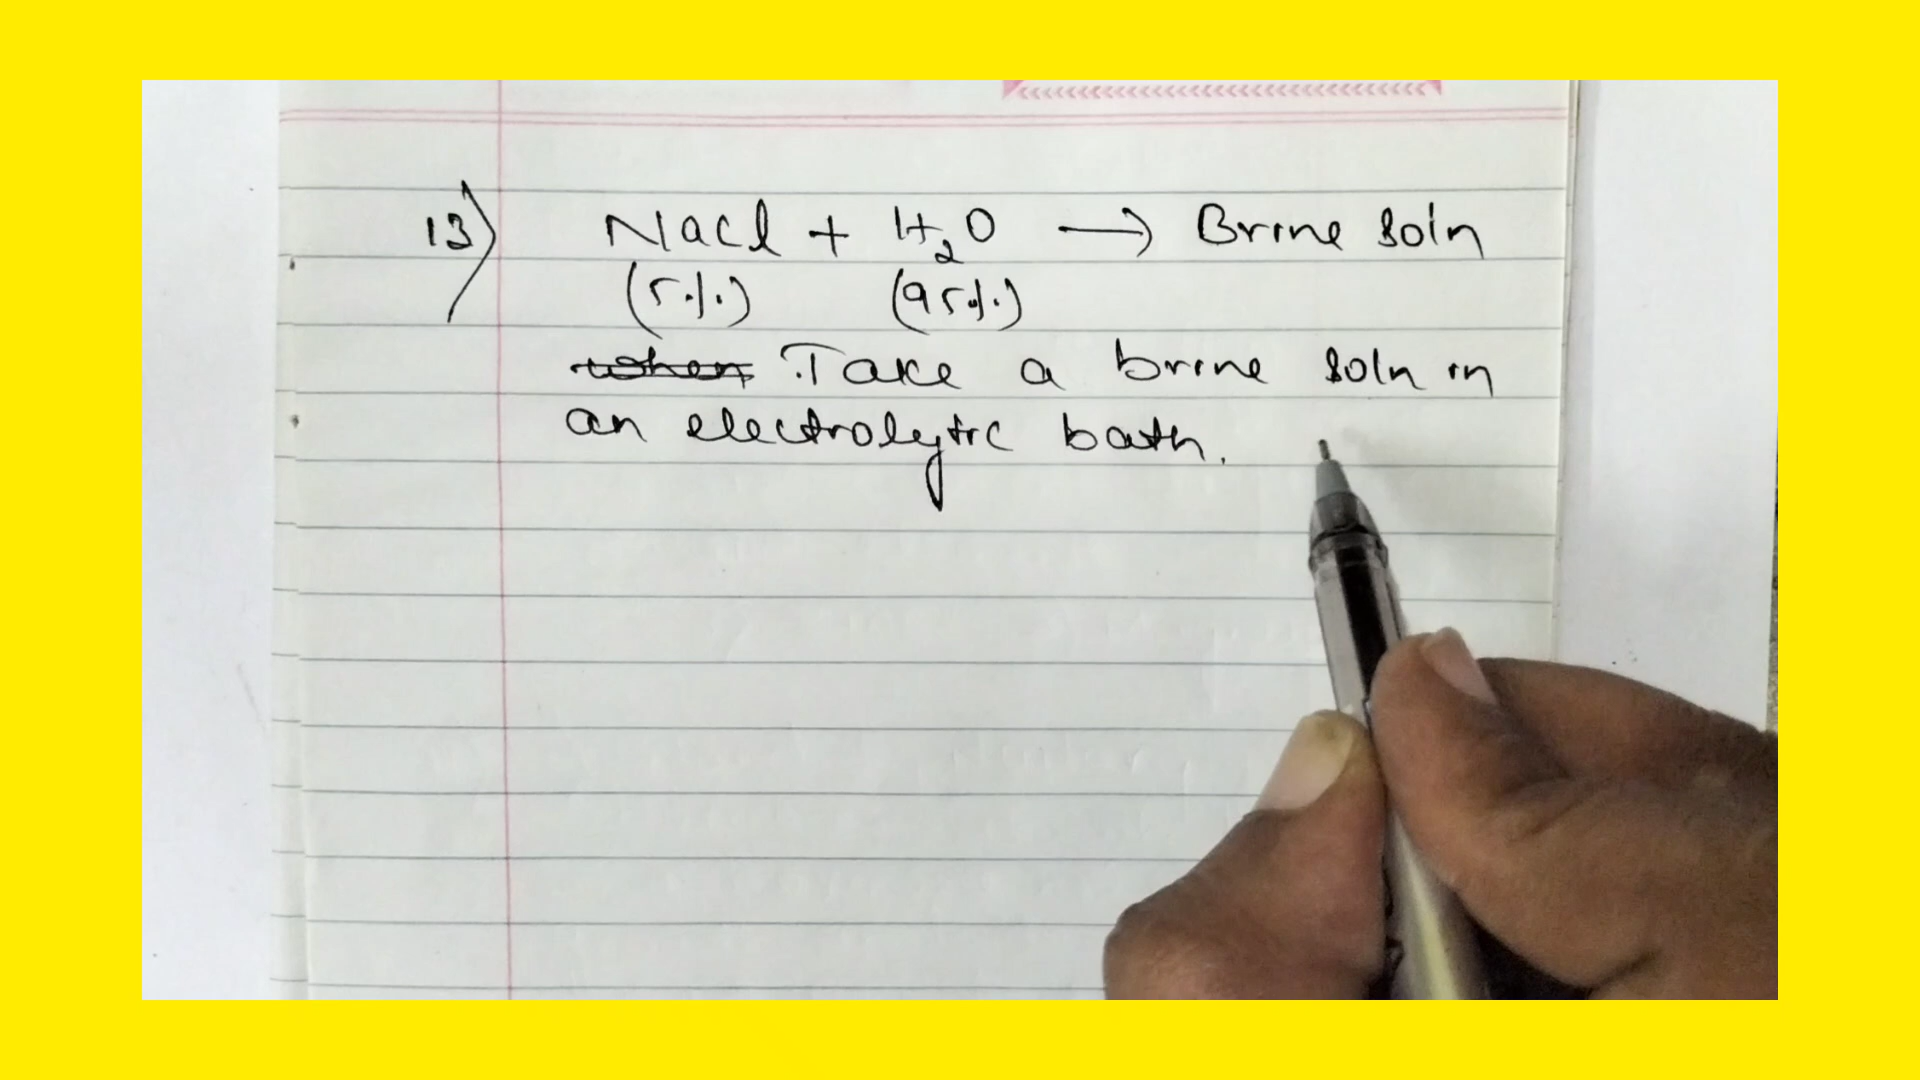 13) NaCl + H₂O → Brine soln
(5%) (95%)
~~when~~ Take a brine soln in
an electrolytic bath.